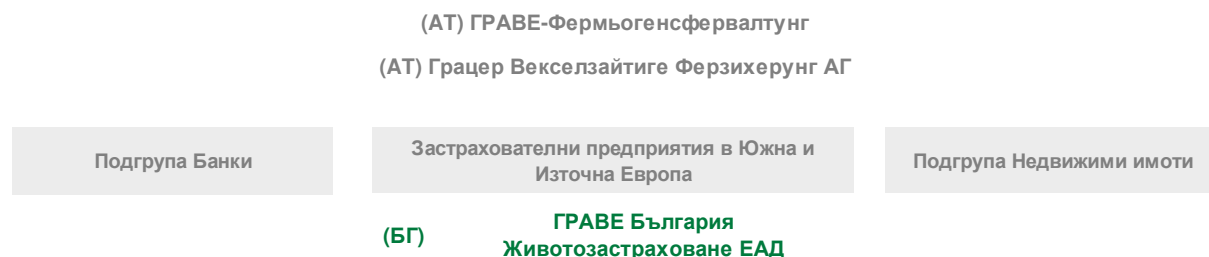 (АТ) ГРАВЕ-Фермьогенсфервалтунг
(АТ) Грацер Векселзайтиге Ферзихерунг АГ
Подгрупа Банки
Застрахователни предприятия в Южна и
Източна Европа
Подгрупа Недвижими имоти
(БГ) ГРАВЕ България
Животозастраховане ЕАД